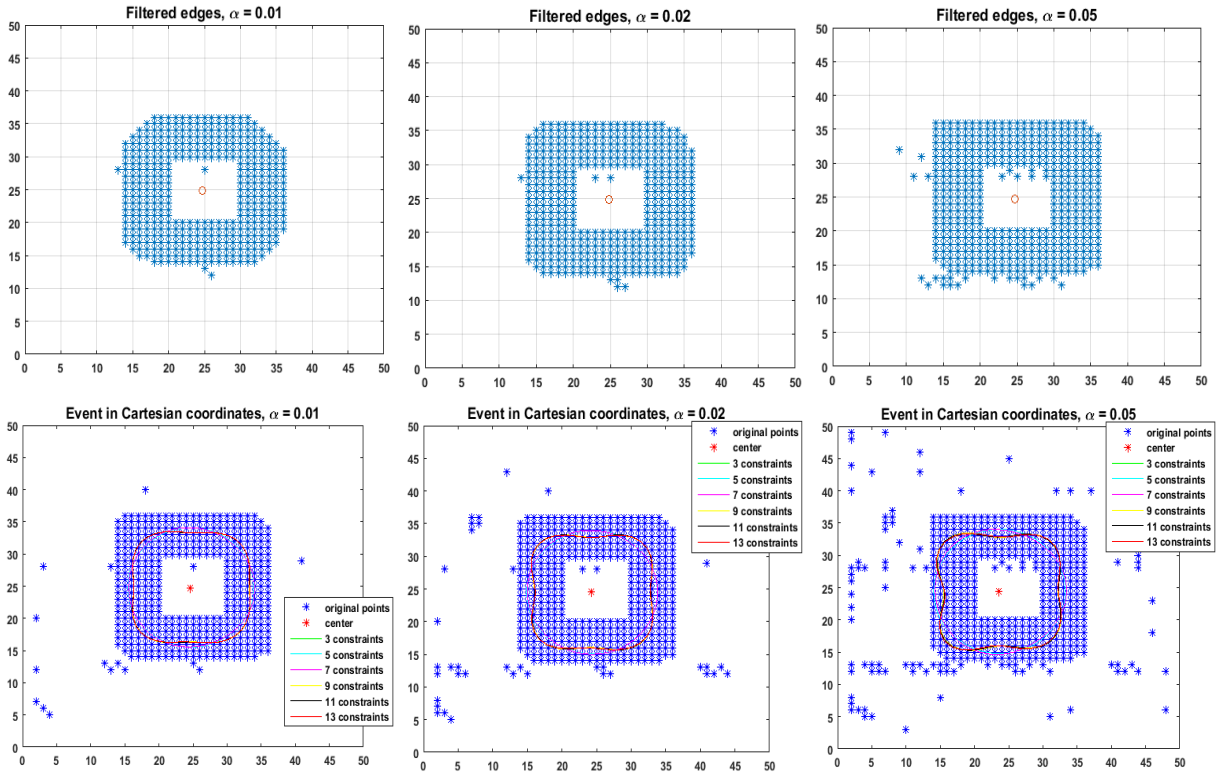 Filtered edges, α = 0.01
50
45
40
35
30
25
20
15
10
5
0
0 5 10 15 20 25 30 35 40 45 50
Filtered edges, α = 0.02
50
45
40
35
30
25
20
15
10
5
0
0 5 10 15 20 25 30 35 40 45 50
Filtered edges, α = 0.05
50
45
40
35
30
25
20
15
10
5
0
0 5 10 15 20 25 30 35 40 45 50
Event in Cartesian coordinates, α = 0.01
50
45
40
35
30
25
20
15
10
5
0
0 5 10 15 20 25 30 35 40 45 50
original points
center
3 constraints
5 constraints
7 constraints
9 constraints
11 constraints
13 constraints
Event in Cartesian coordinates, α = 0.02
50
45
40
35
30
25
20
15
10
5
0
0 5 10 15 20 25 30 35 40 45 50
original points
center
3 constraints
5 constraints
7 constraints
9 constraints
11 constraints
13 constraints
Event in Cartesian coordinates, α = 0.05
50
45
40
35
30
25
20
15
10
5
0
0 5 10 15 20 25 30 35 40 45 50
original points
center
3 constraints
5 constraints
7 constraints
9 constraints
11 constraints
13 constraints